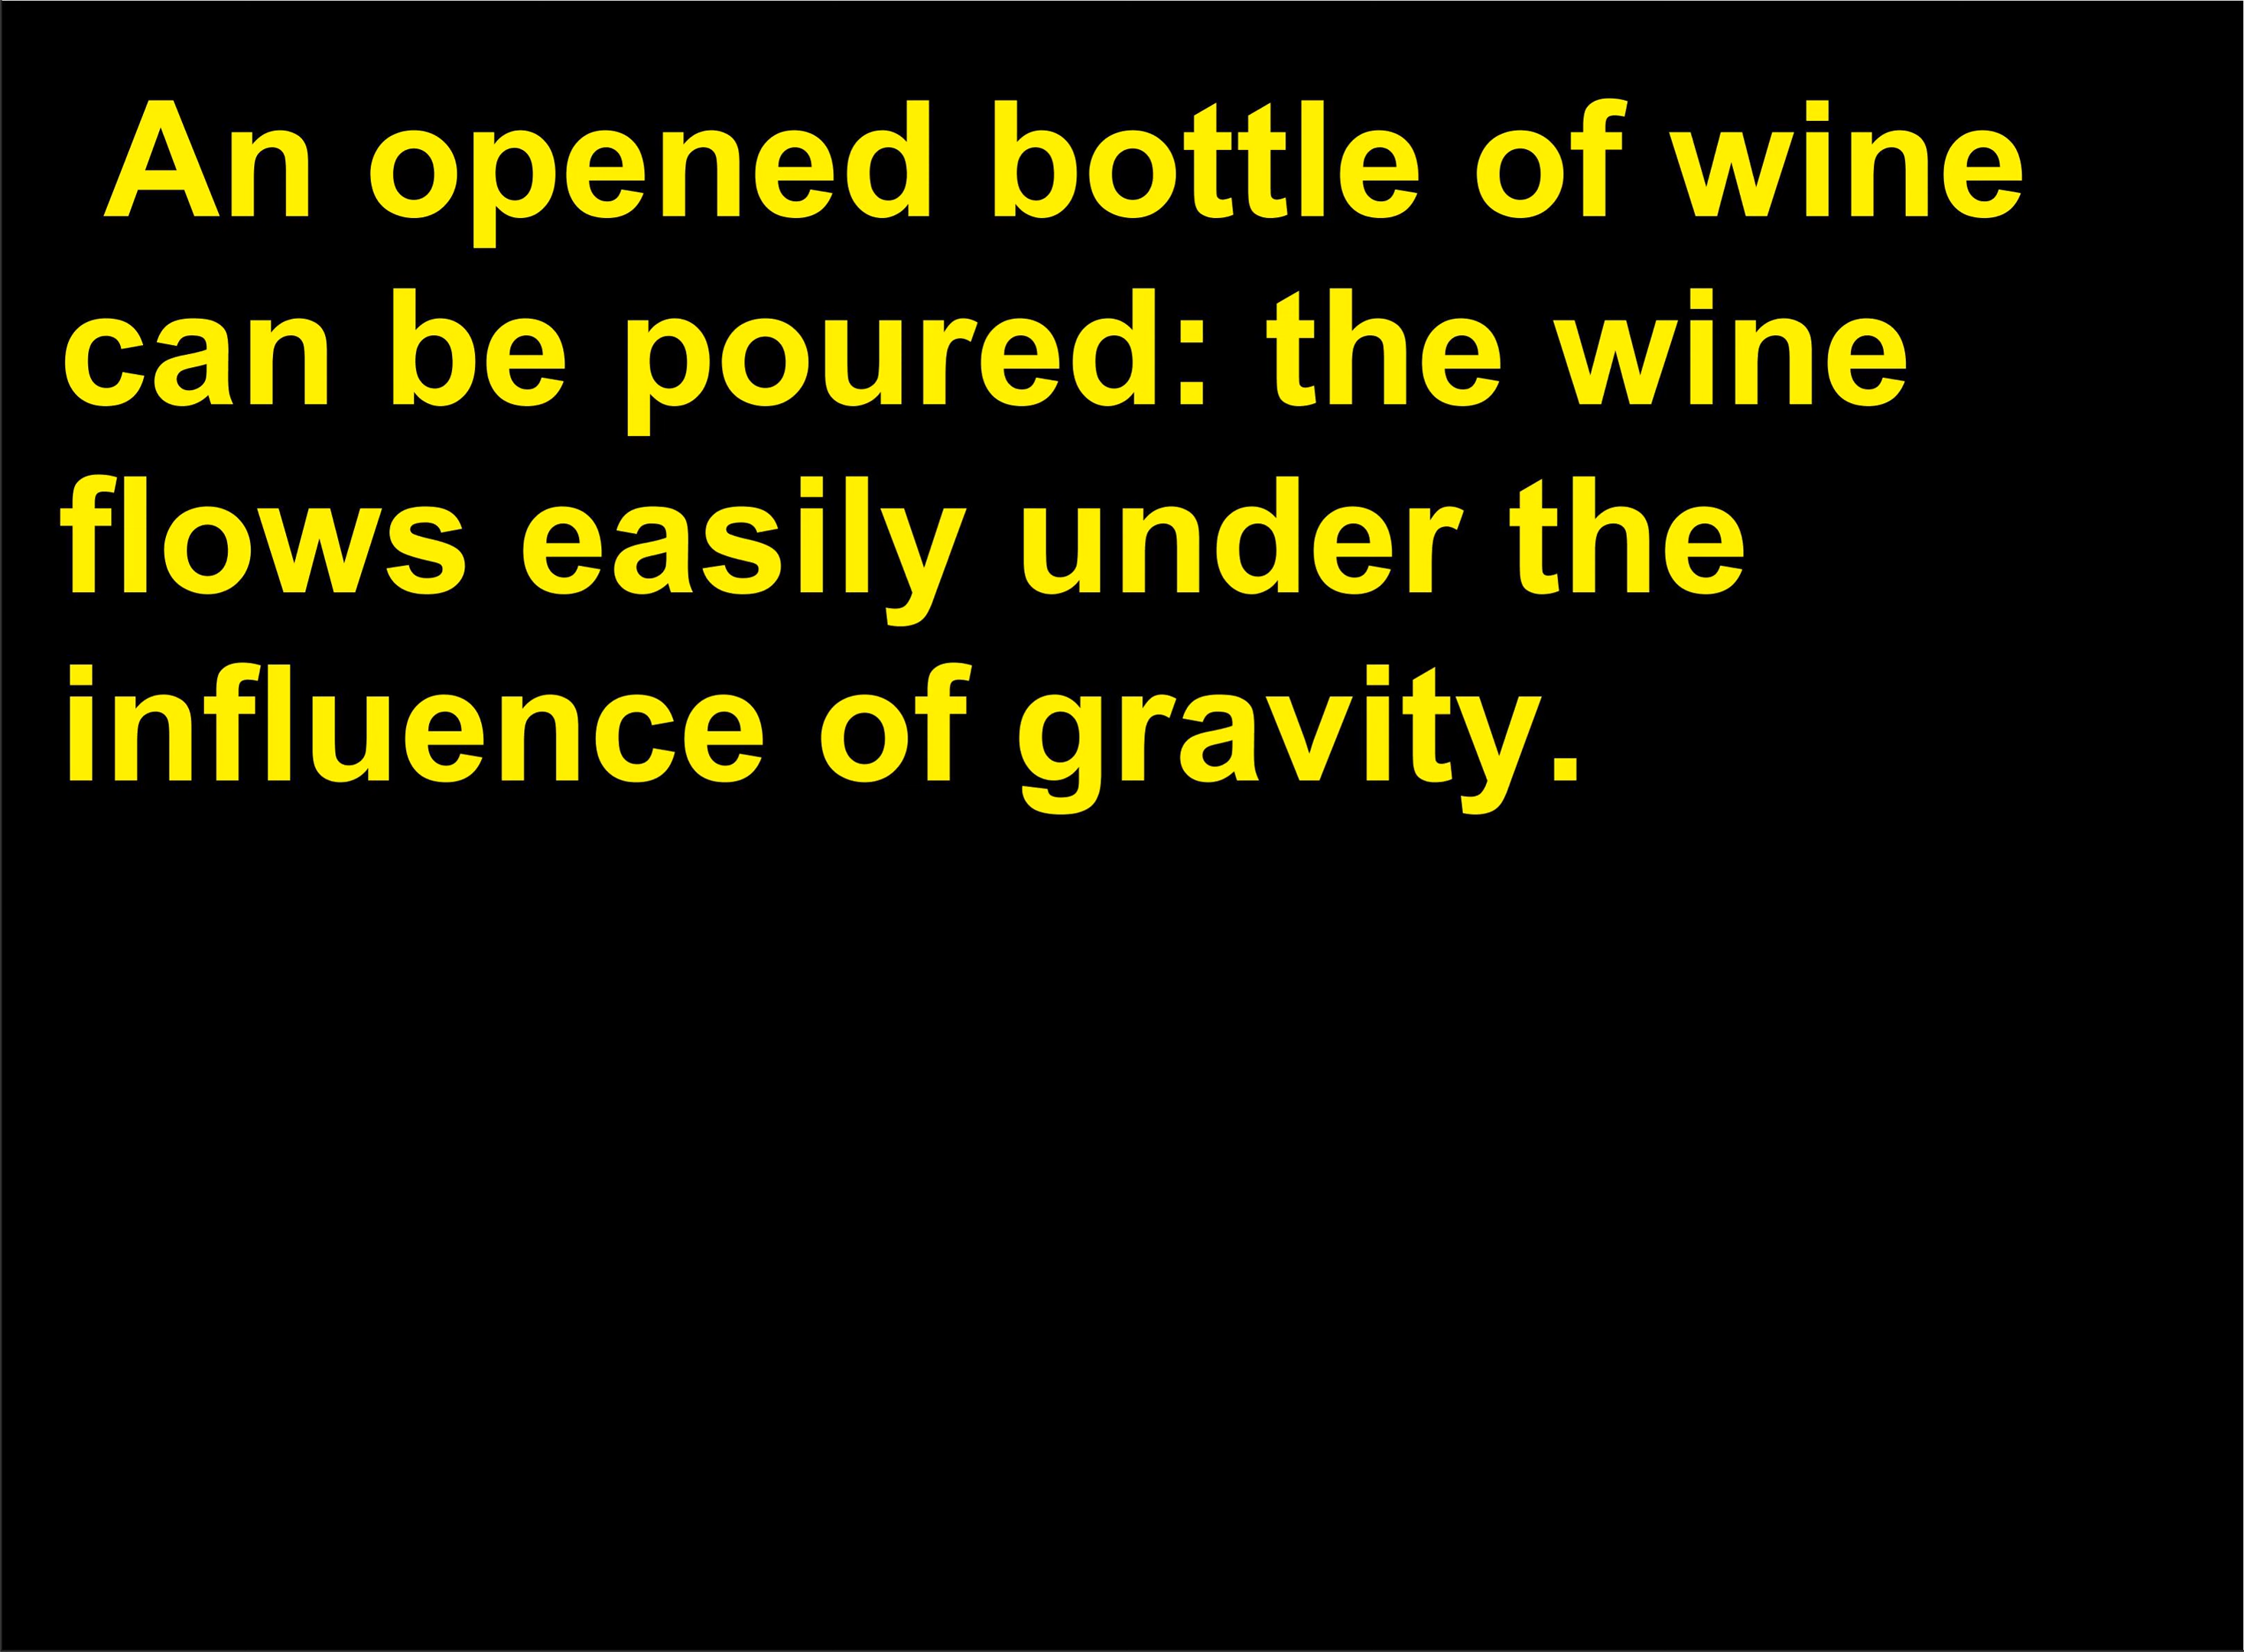 An opened bottle of wine
can be poured: the wine
flows easily under the
influence of gravity.